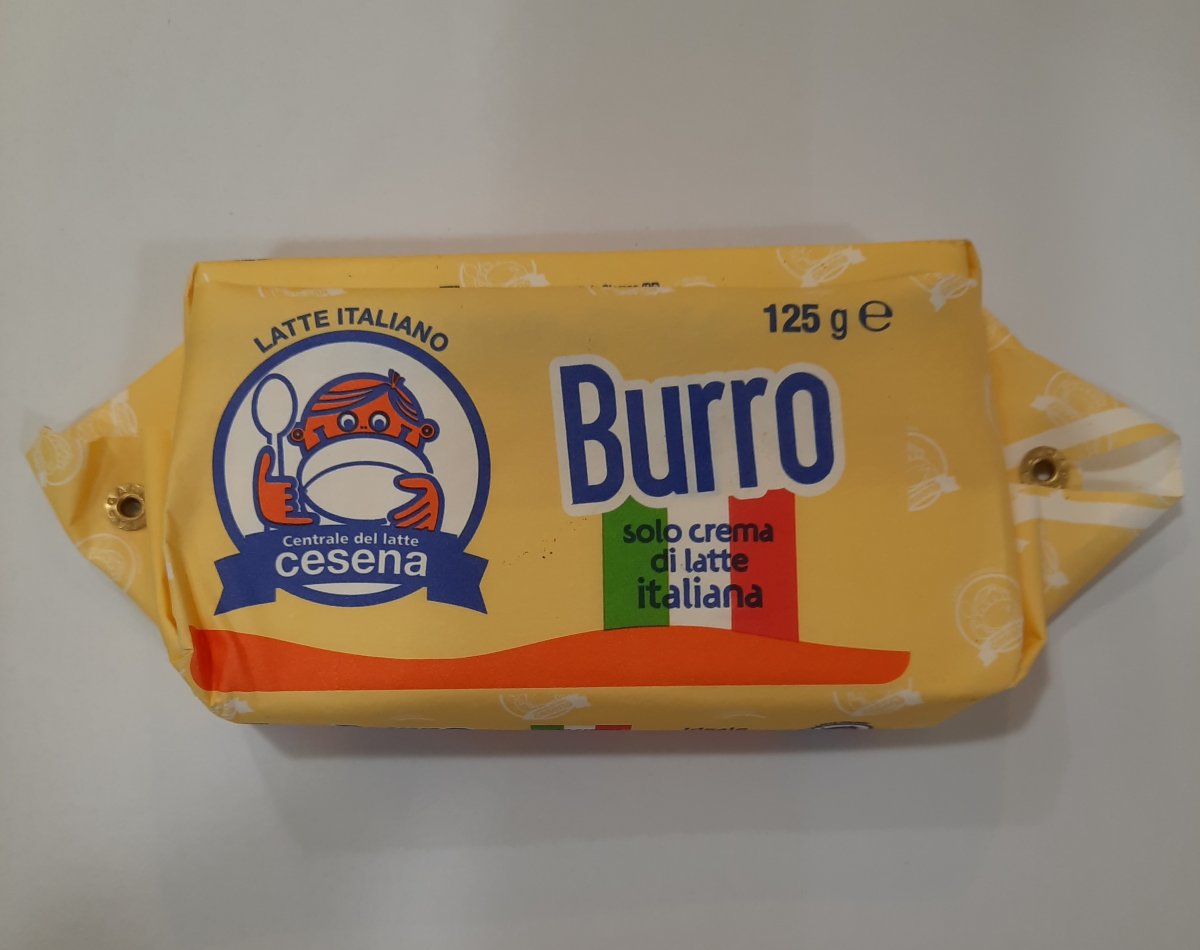 LATTE ITALIANO
Centrale del latte
cesena
125 g ℮
Burro
solo crema
di latte
italiana